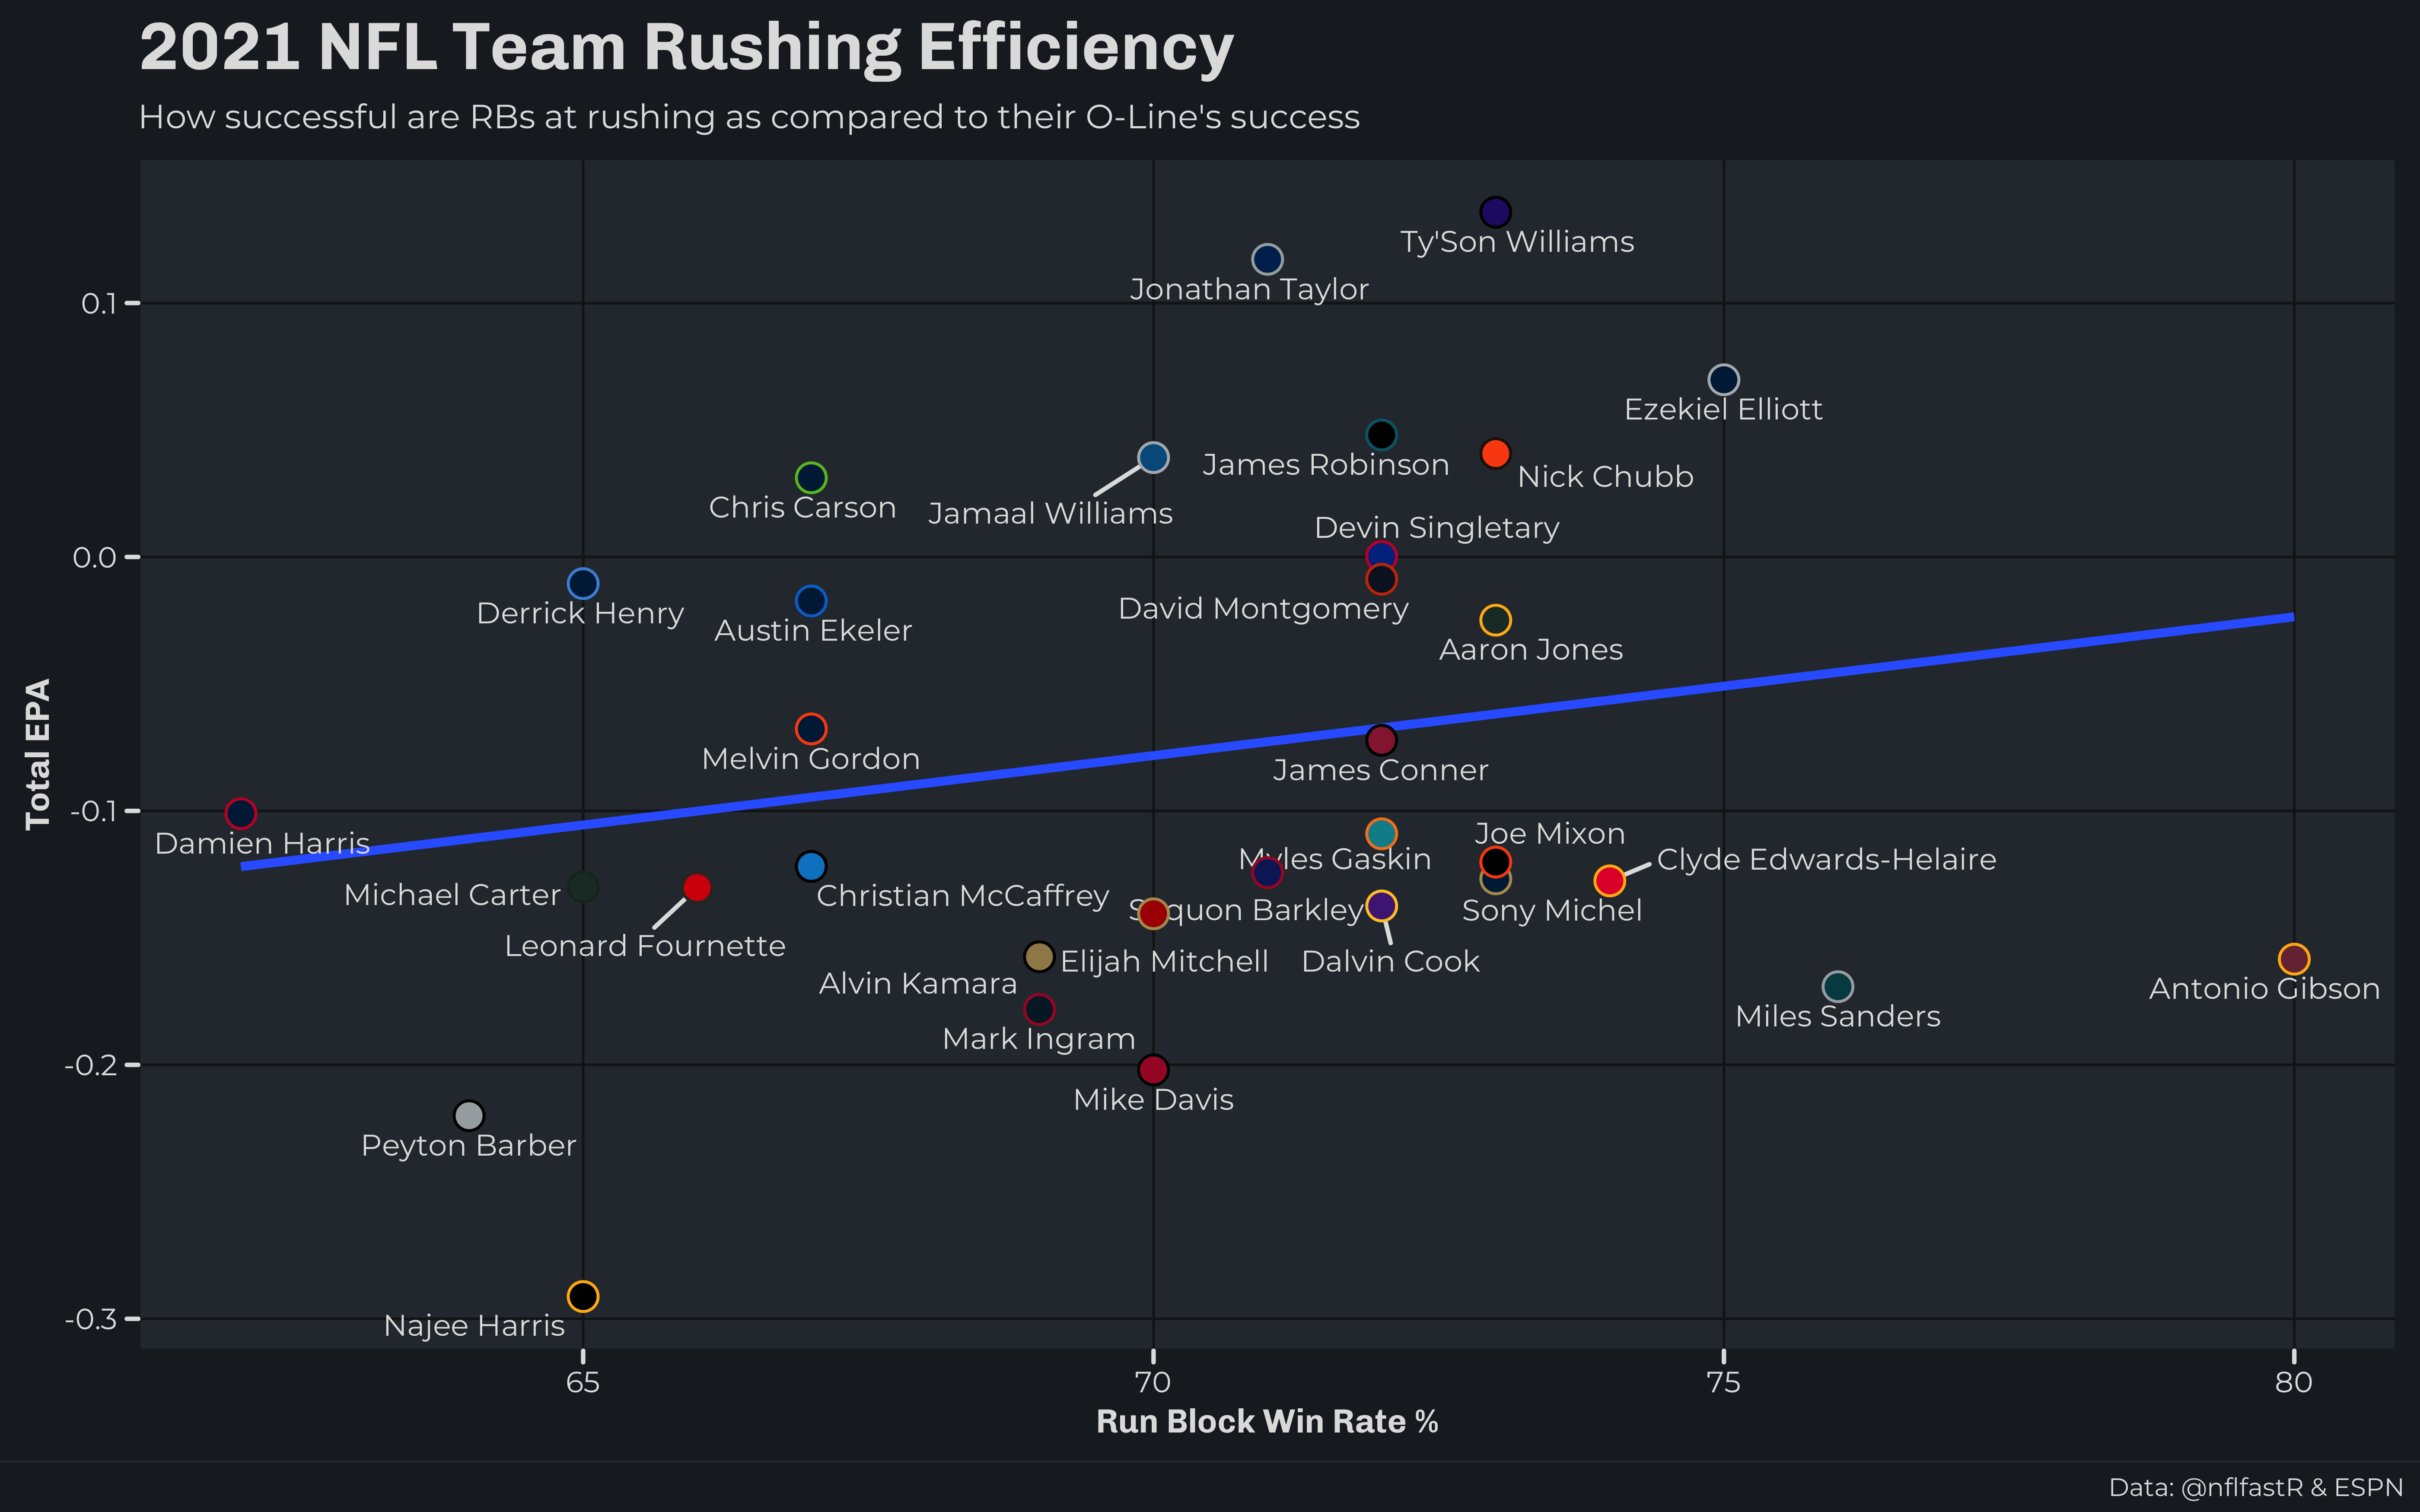 2021 NFL Team Rushing Efficiency
How successful are RBs at rushing as compared to their O-Line's success
Ty'Son Williams
Jonathan Taylor
0.1
Ezekiel Elliott
James Robinson
Nick Chubb
Chris Carson
Jamaal Williams
Devin Singletary
0.0
Derrick Henry
David Montgomery
Austin Ekeler
Aaron Jones
Total EPA
Melvin Gordon
James Conner
-0.1
Joe Mixon
Damien Harris
Myles Gaskin
Clyde Edwards-Helaire
Michael Carter
Christian McCaffrey
Saquon Barkley
Sony Michel
Leonard Fournette
Elijah Mitchell
Dalvin Cook
Alvin Kamara
Antonio Gibson
Miles Sanders
Mark Ingram
-0.2
Mike Davis
Peyton Barber
-0.3
Najee Harris
65
70
75
80
Run Block Win Rate %
Data: @nflfastR & ESPN